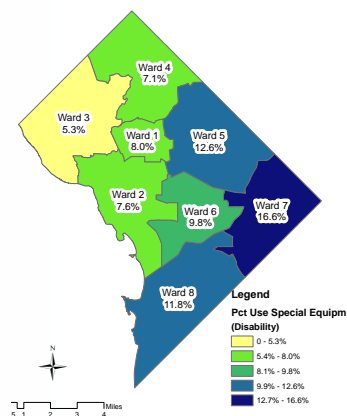 Ward 4
7.1%
Ward 3
5.3%
Ward 1
8.0%
Ward 5
12.6%
Ward 2
7.6%
Ward 6
9.8%
Ward 7
16.6%
Ward 8
11.8%
Legend
Pct Use Special Equipm
(Disability)
0 - 5.3%
5.4% - 8.0%
8.1% - 9.8%
9.9% - 12.6%
12.7% - 16.6%
N
Miles
5 1 0 1 2 3 4